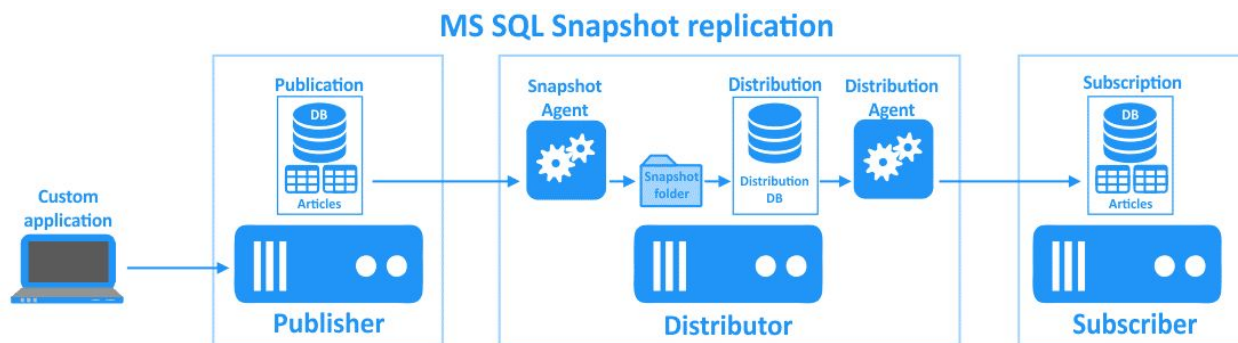 MS SQL Snapshot replication
Custom
application
Publication
DB
Articles
Publisher
Snapshot
Agent
Snapshot
folder
Distribution
Distribution
DB
Distribution
Agent
Distributor
Subscription
DB
Articles
Subscriber